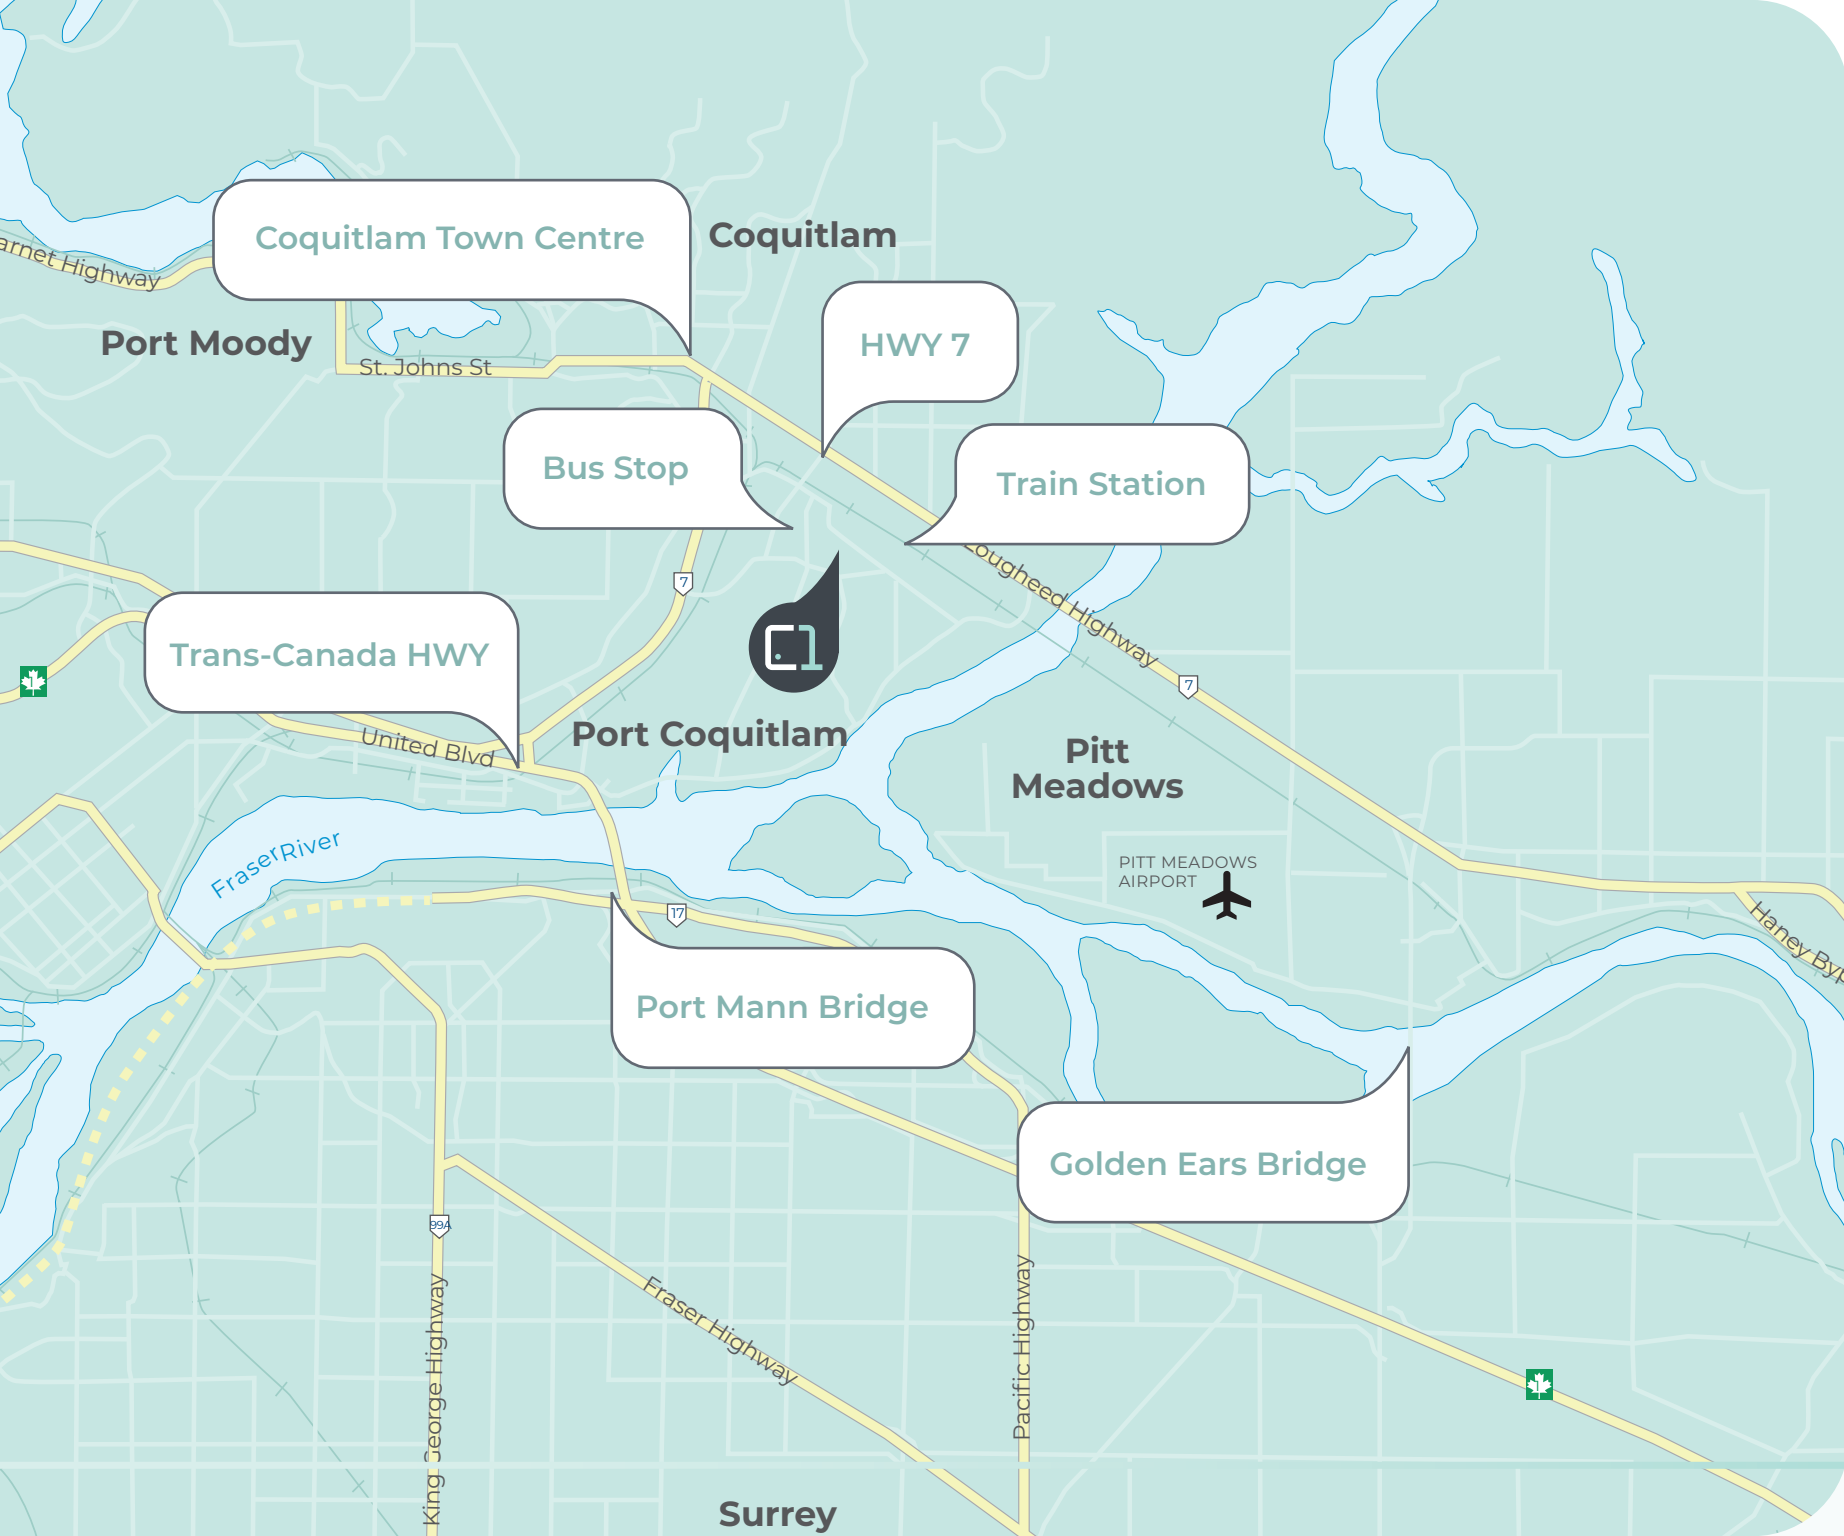 Coquitlam Town Centre
Coquitlam
arnet Highway
HWY 7
Port Moody
St. Johns St
Bus Stop
Train Station
Lougheed Highway
7
Trans-Canada HWY
1
7
Port Coquitlam
United Blvd
Pitt
Meadows
Fraser River
PITT MEADOWS
AIRPORT
17
Haney Byp
Port Mann Bridge
Golden Ears Bridge
99A
King George Highway
Fraser Highway
Pacific Highway
1
Surrey